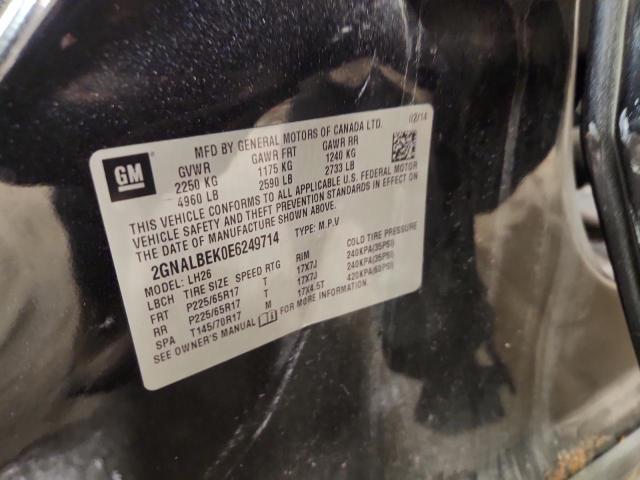 MFD BY GENERAL MOTORS OF CANADA LTD. 02/14
GM
GVWR GAWR FRT GAWR RR
2250 KG 1175 KG 1240 KG
4960 LB 2590 LB 2733 LB
THIS VEHICLE CONFORMS TO ALL APPLICABLE U.S. FEDERAL MOTOR
VEHICLE SAFETY AND THEFT PREVENTION STANDARDS IN EFFECT ON
THE DATE OF MANUFACTURE SHOWN ABOVE.
2GNALBEK0E6249714 TYPE: M.P.V
MODEL: LH26
LBCH TIRE SIZE SPEED RTG RIM COLD TIRE PRESSURE
FRT P225/65R17 T 17X7J 240KPA(35PSI)
RR P225/65R17 T 17X7J 240KPA(35PSI)
SPA T145/70R17 M 17X4.5T 420KPA(60PSI)
SEE OWNER'S MANUAL FOR MORE INFORMATION.